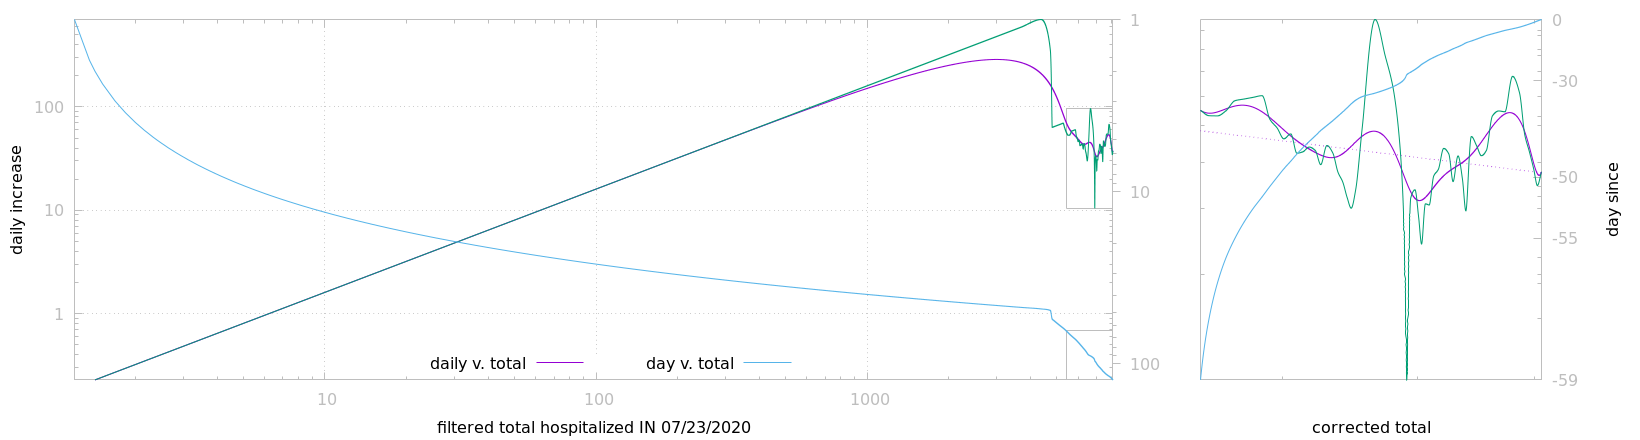 daily increase
100
10
1
daily v. total
day v. total
10
100
1000
filtered total hospitalized IN 07/23/2020
1
10
100
0
-30
-50
-55
-59
day since
corrected total